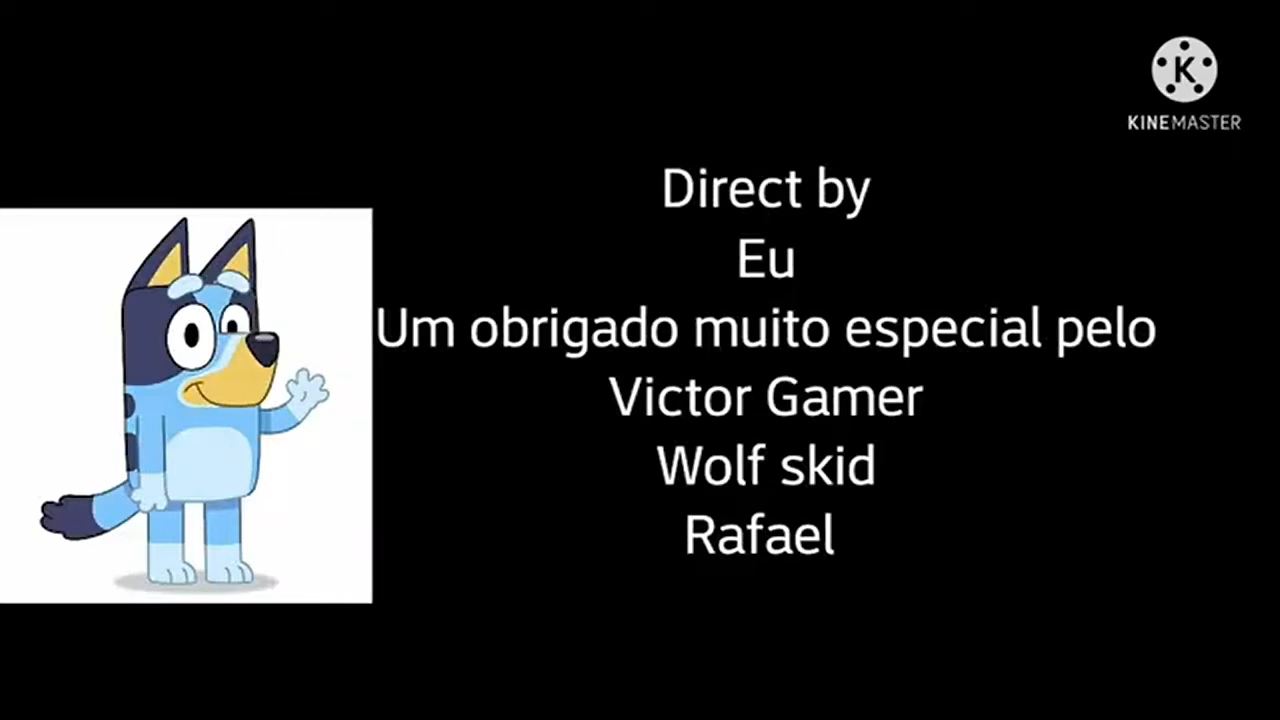 KINEMASTER
Direct by
Eu
Um obrigado muito especial pelo
Victor Gamer
Wolf skid
Rafael